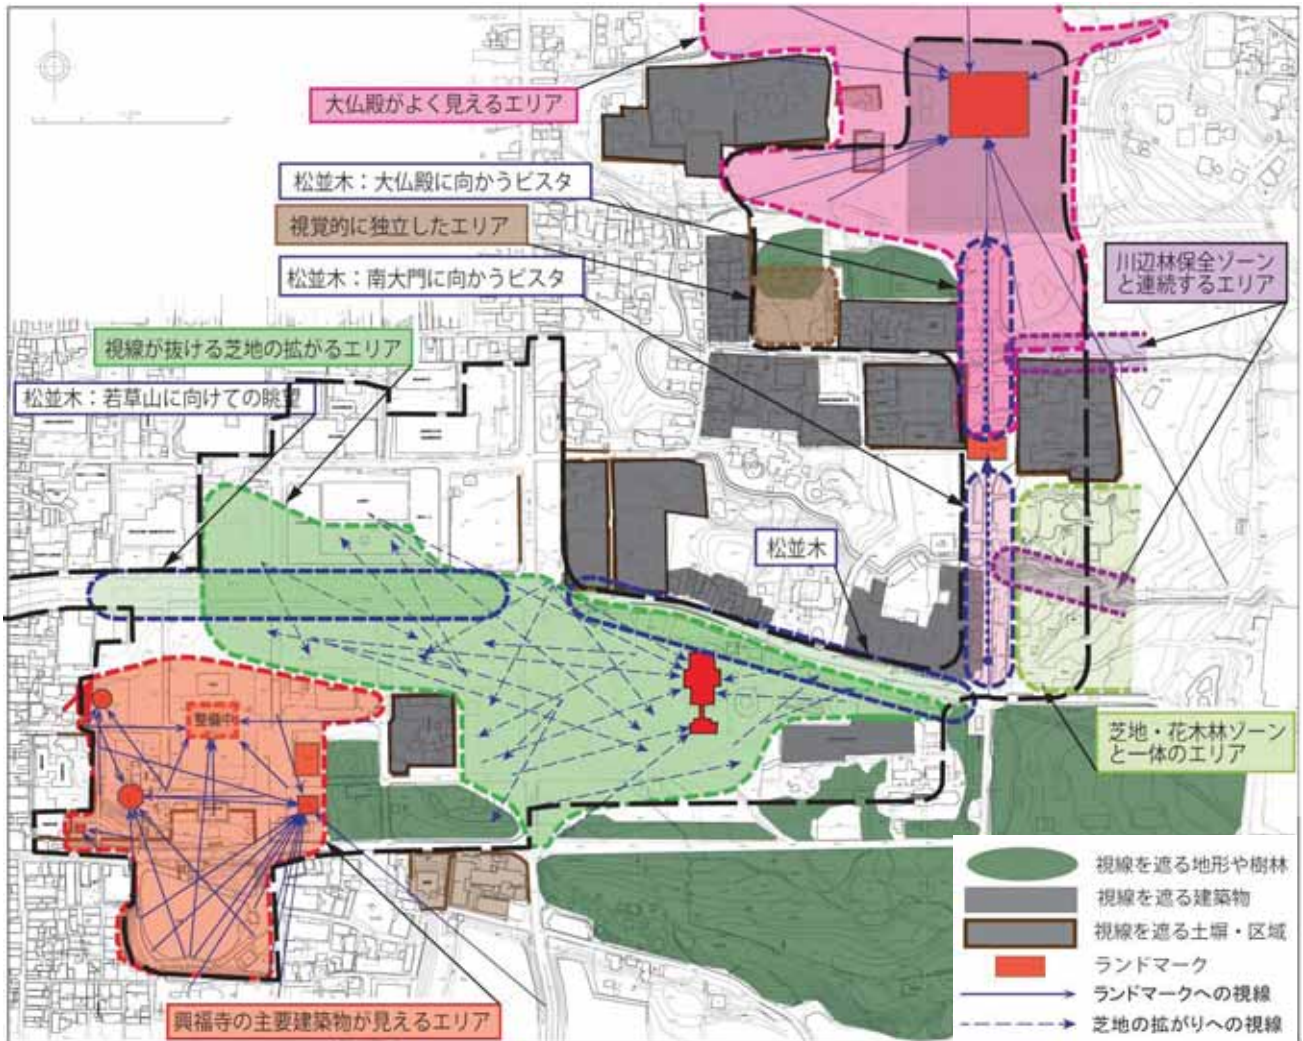 大仏殿がよく見えるエリア
松並木：大仏殿に向かうビスタ
視覚的に独立したエリア
松並木：南大門に向かうビスタ
川辺林保全ゾーン
と連続するエリア
視線が抜ける芝地の拡がるエリア
松並木：若草山に向けての眺望
松並木
整備中
芝地・花木林ゾーン
と一体のエリア
興福寺の主要建築物が見えるエリア
視線を遮る地形や樹林
視線を遮る建築物
視線を遮る土塀・区域
ランドマーク
ランドマークへの視線
芝地の拡がりへの視線